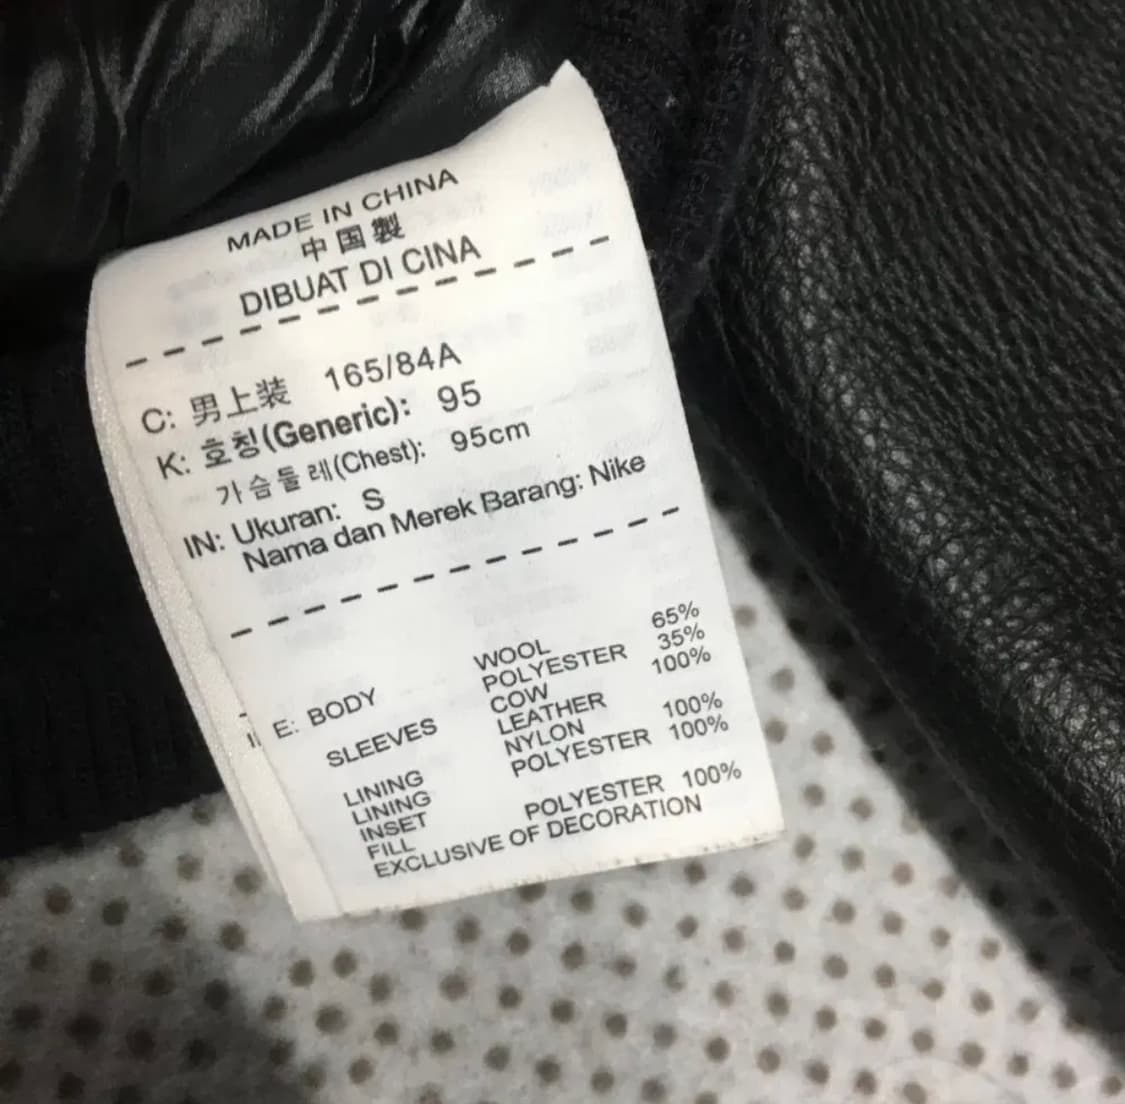 MADE IN CHINA
中国製
DIBUAT DI CINA
C: 男上装 165/84A
K: 호칭(Generic): 95
가슴둘레(Chest): 95cm
IN: Ukuran: S
Nama dan Merek Barang: Nike
E: BODY WOOL 65%
POLYESTER 35%
SLEEVES COW 100%
LEATHER
LINING NYLON 100%
LINING POLYESTER 100%
INSET
FILL POLYESTER 100%
EXCLUSIVE OF DECORATION